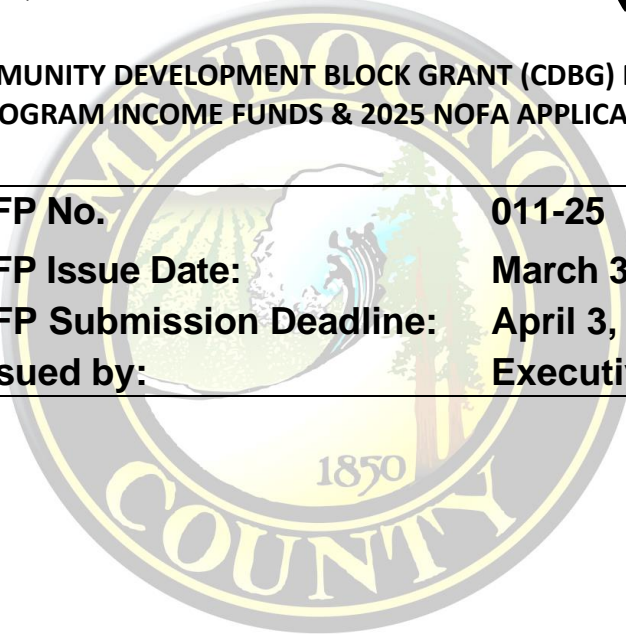 MUNITY DEVELOPMENT BLOCK GRANT (CDBG)
OGRAM INCOME FUNDS & 2025 NOFA APPLICA
FP No. 011-25
FP Issue Date: March 3
FP Submission Deadline: April 3,
sued by: Executiv
MENDOCINO
1850
COUNTY